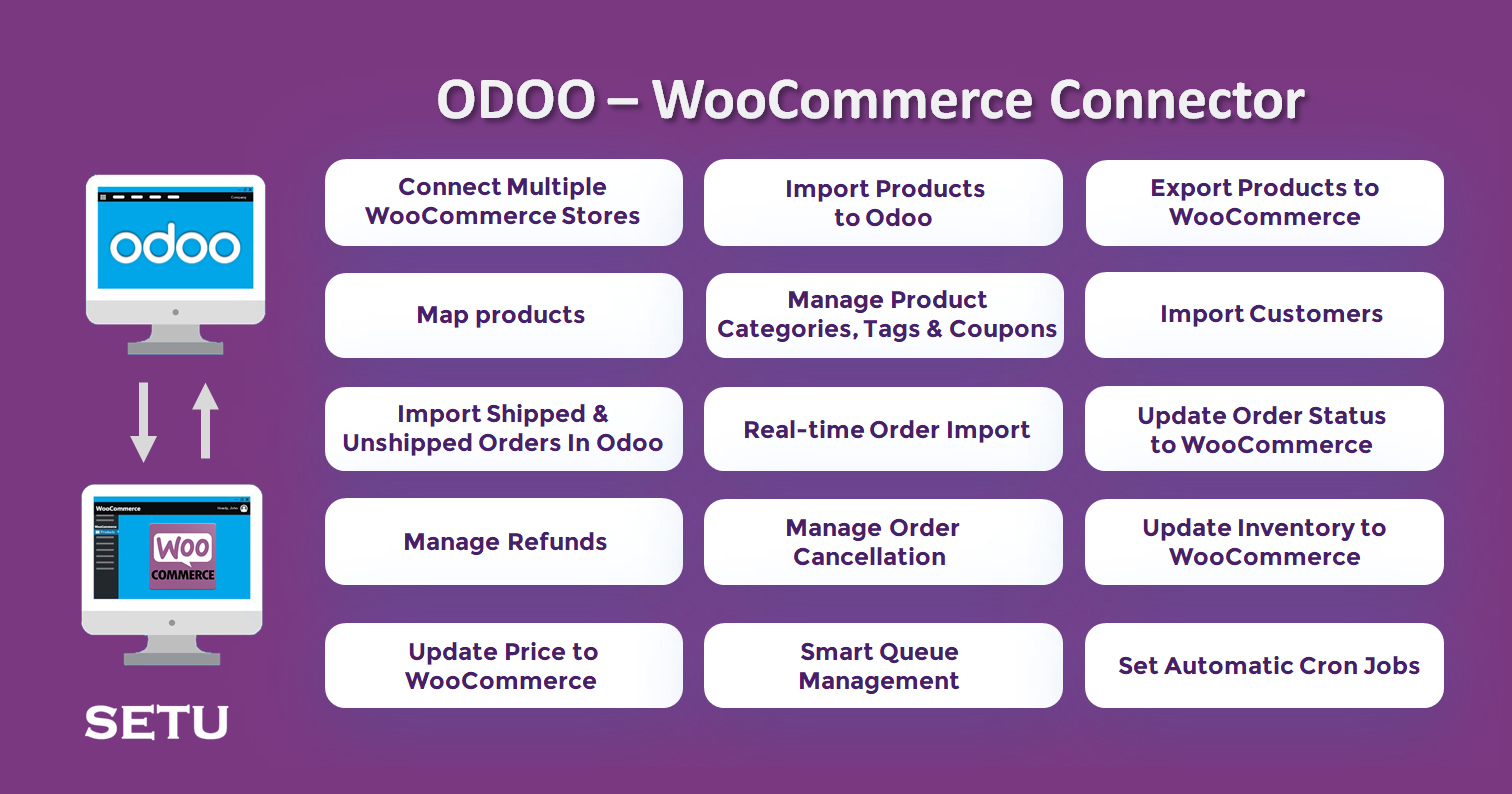 ODOO – WooCommerce Connector
Connect Multiple
WooCommerce Stores
Import Products
to Odoo
Export Products to
WooCommerce
Company
odoo
Map products
Manage Product
Categories, Tags & Coupons
Import Customers
Import Shipped &
Unshipped Orders In Odoo
Real-time Order Import
Update Order Status
to WooCommerce
WooCommerce
WooCommerce
Products
WOO
COMMERCE
Manage Refunds
Manage Order
Cancellation
Update Inventory to
WooCommerce
Update Price to
WooCommerce
Smart Queue
Management
Set Automatic Cron Jobs
SETU